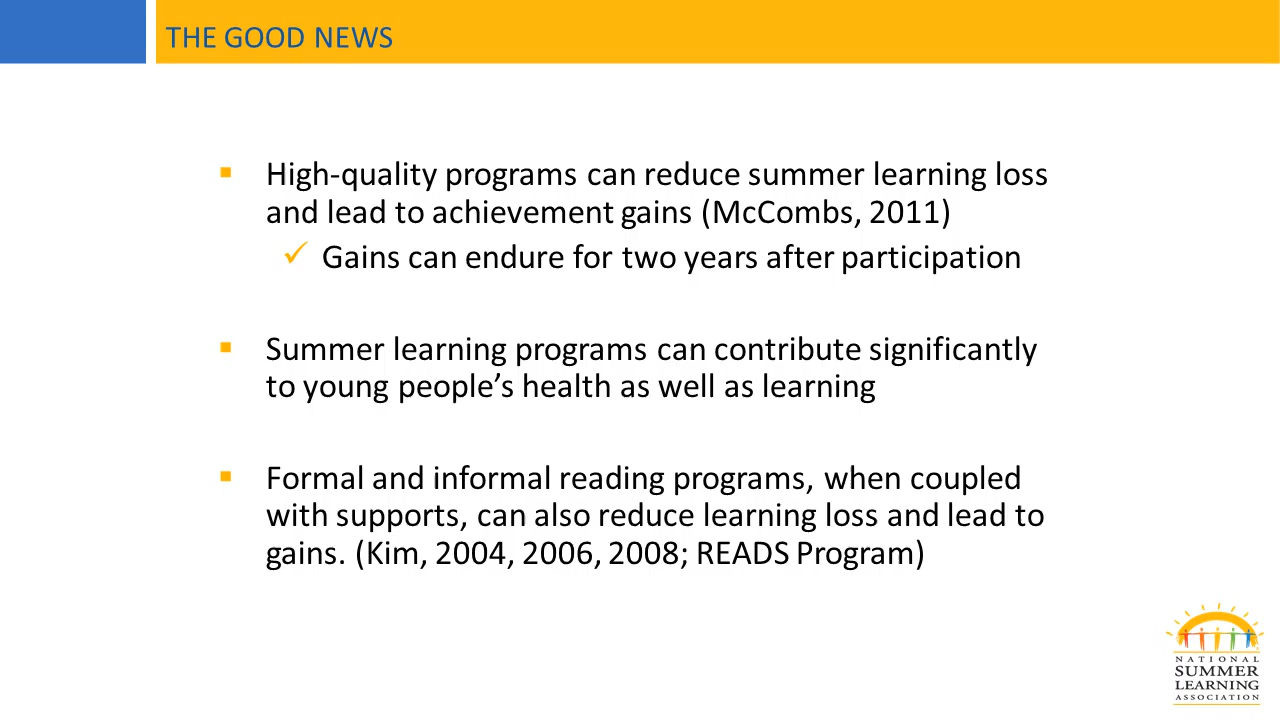 THE GOOD NEWS
High-quality programs can reduce summer learning loss
and lead to achievement gains (McCombs, 2011)
Gains can endure for two years after participation
Summer learning programs can contribute significantly
to young people’s health as well as learning
Formal and informal reading programs, when coupled
with supports, can also reduce learning loss and lead to
gains. (Kim, 2004, 2006, 2008; READS Program)
NATIONAL
SUMMER
LEARNING
ASSOCIATION